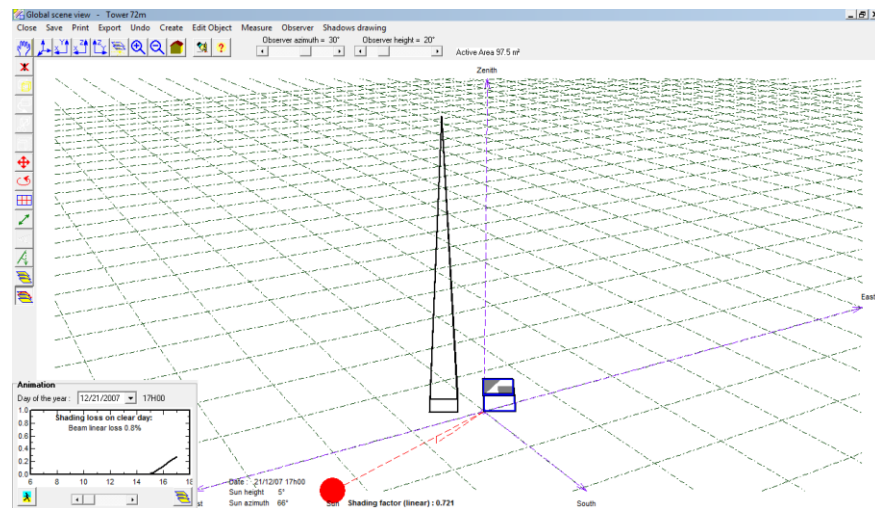 Global scene view - Tower 72m
Close Save Print Export Undo Create Edit Object Measure Observer Shadows drawing
Observer azimuth = 30° Observer height = 20°
Active Area 97.5 m²
Zenith
East
Animation
Day of the year : 12/21/2007 17H00
Shading loss on clear day:
Beam linear loss 0.8%
1.0
0.8
0.6
0.4
0.2
0.0
6 8 10 12 14 16 18
st
Date : 21/12/07 17h00
Sun height 5°
Sun azimuth 66° Sun Shading factor (linear) : 0.721
South